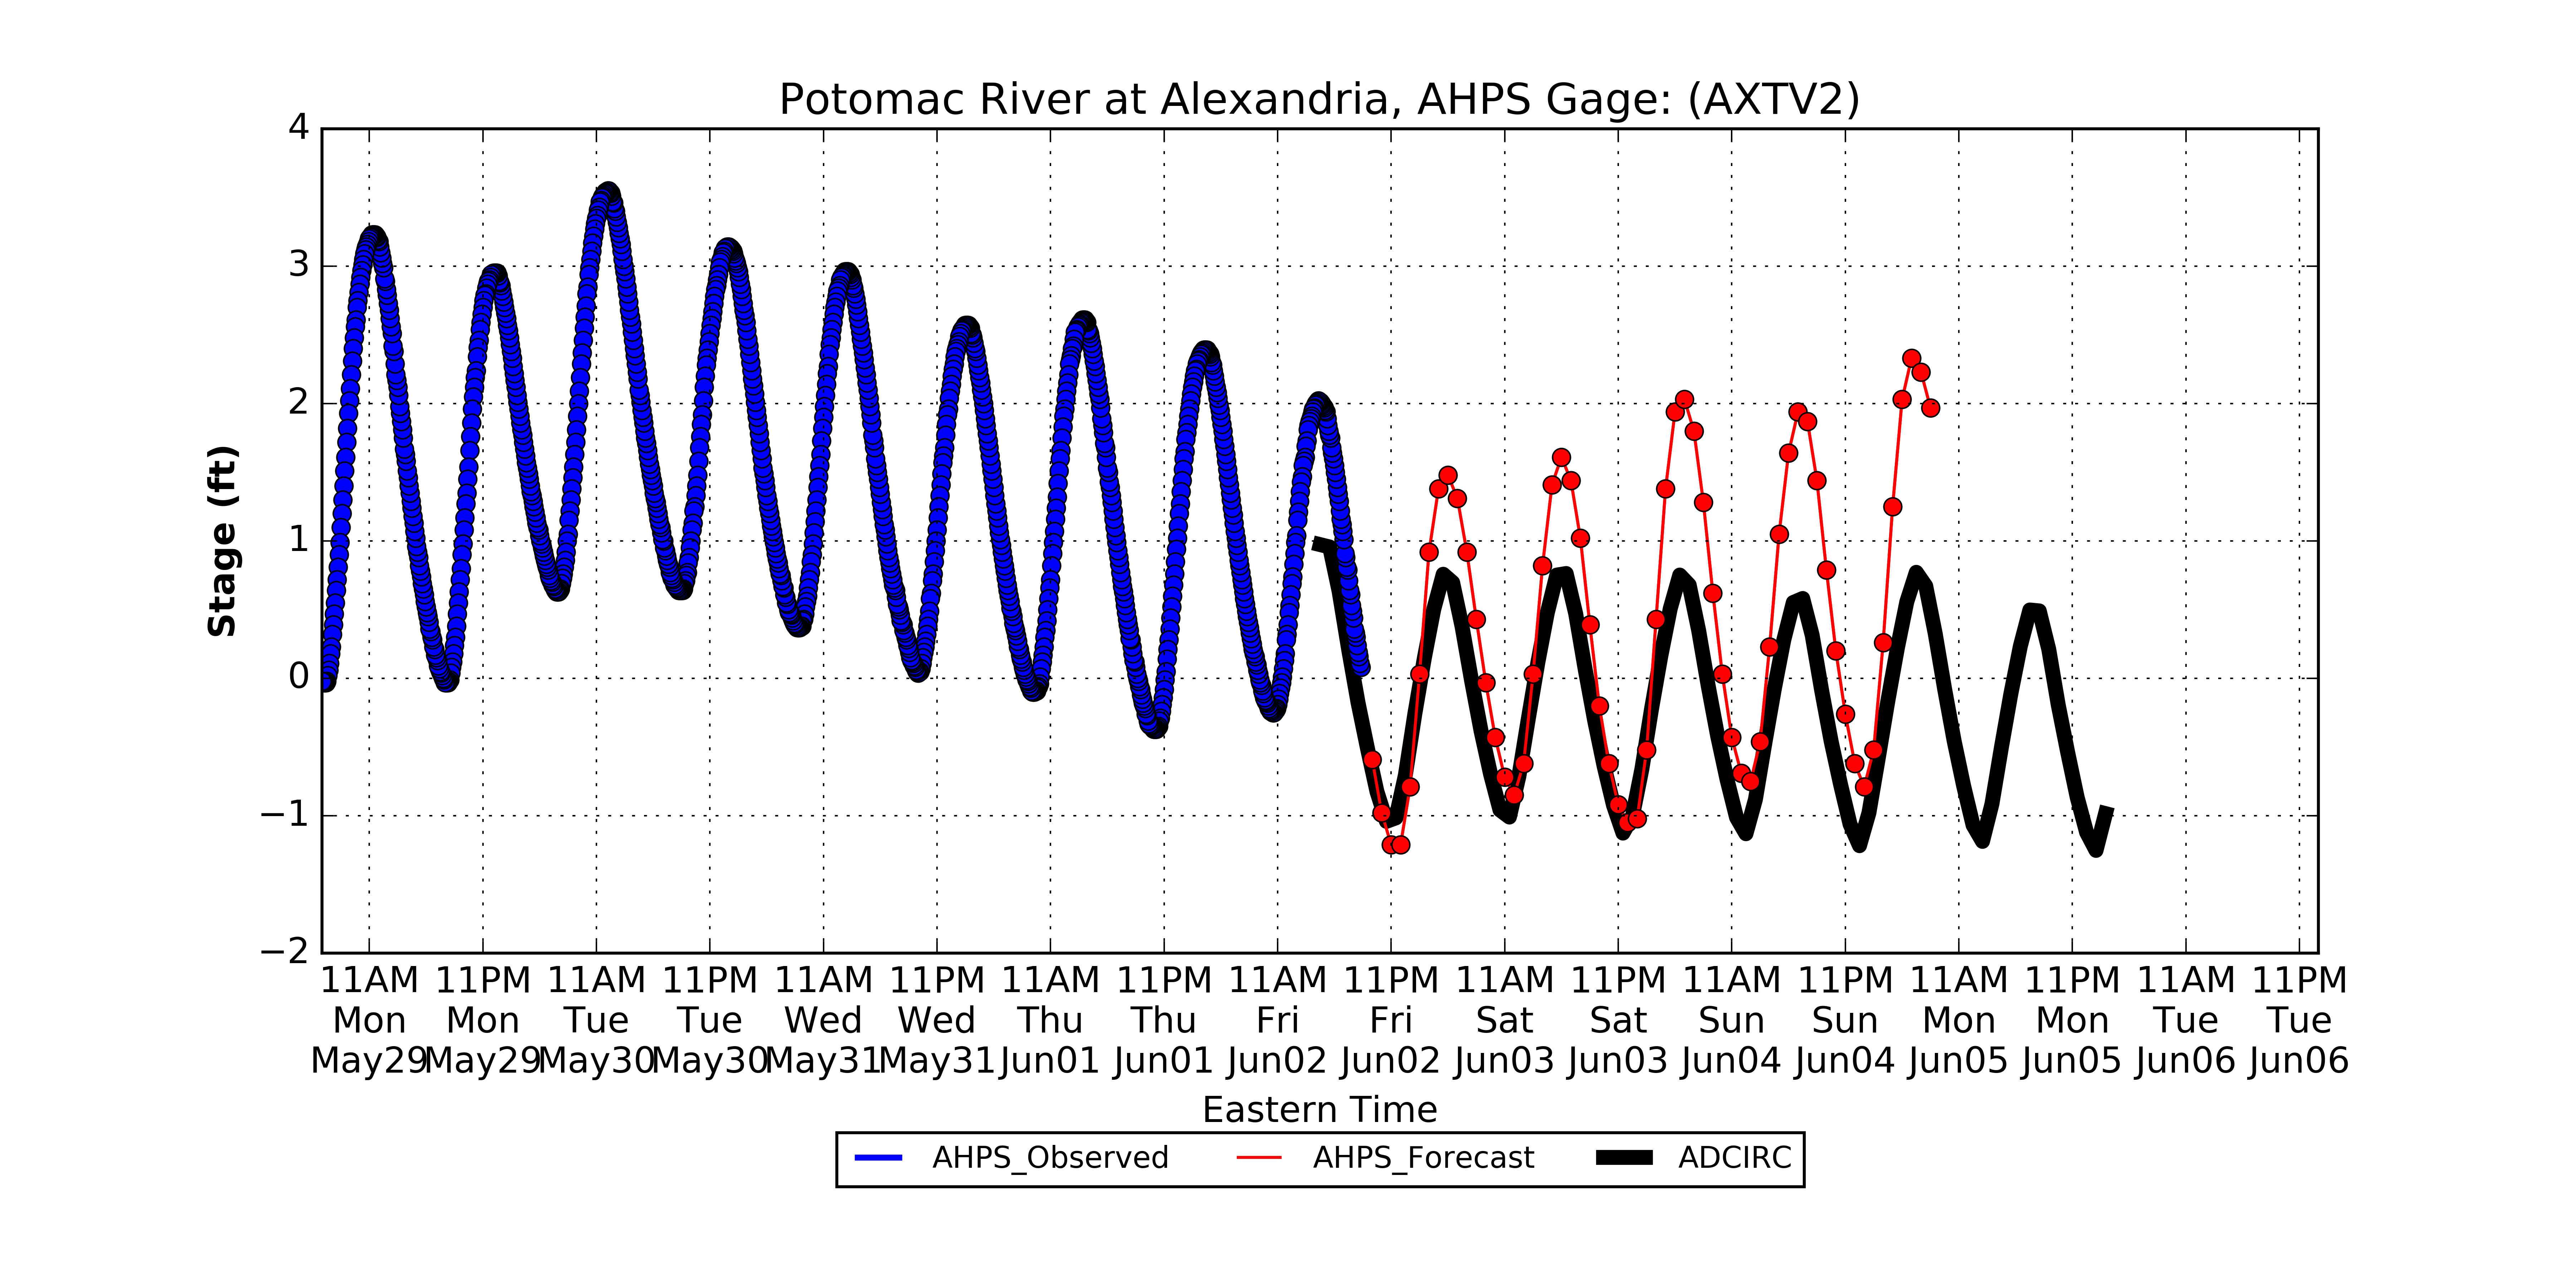 Potomac River at Alexandria, AHPS Gage: (AXTV2)
4
3
2
1
0
−1
−2
Stage (ft)
11AM 11PM 11AM 11PM 11AM 11PM 11AM 11PM 11AM 11PM 11AM 11PM 11AM 11PM 11AM 11PM 11AM 11PM
Mon Mon Tue Tue Wed Wed Thu Thu Fri Fri Sat Sat Sun Sun Mon Mon Tue Tue
May29 May29 May30 May30 May31 May31 Jun01 Jun01 Jun02 Jun02 Jun03 Jun03 Jun04 Jun04 Jun05 Jun05 Jun06 Jun06
Eastern Time
AHPS_Observed AHPS_Forecast ADCIRC